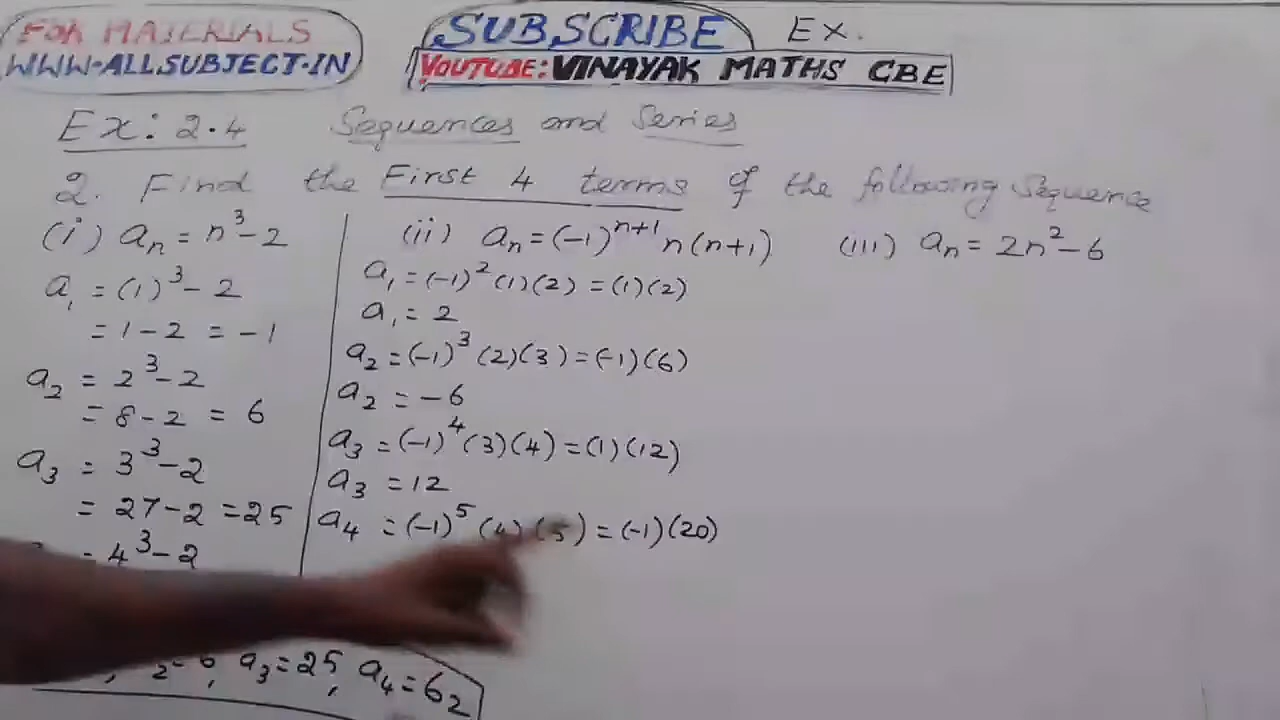 FOR MATERIALS
WWW-ALLSUBJECT-IN
SUBSCRIBE
YOUTUBE: VINAYAK MATHS CBE
Ex.
Ex: 2.4 Sequences and Series
2. Find the First 4 terms of the following Sequence
(i) aₙ = n³-2
a₁ = (1)³- 2
= 1-2 = -1
a₂ = 2³-2
= 8-2 = 6
a₃ = 3³-2
= 27-2 = 25
= 4³-2
a₃=25, a₄=62
(ii) aₙ = (-1)ⁿ⁺¹ n(n+1)
a₁ = (-1)² (1)(2) = (1)(2)
a₁ = 2
a₂ = (-1)³ (2)(3) = (-1)(6)
a₂ = -6
a₃ = (-1)⁴ (3)(4) = (1)(12)
a₃ = 12
a₄ = (-1)⁵ (4)(5) = (-1)(20)
(iii) aₙ = 2n²-6